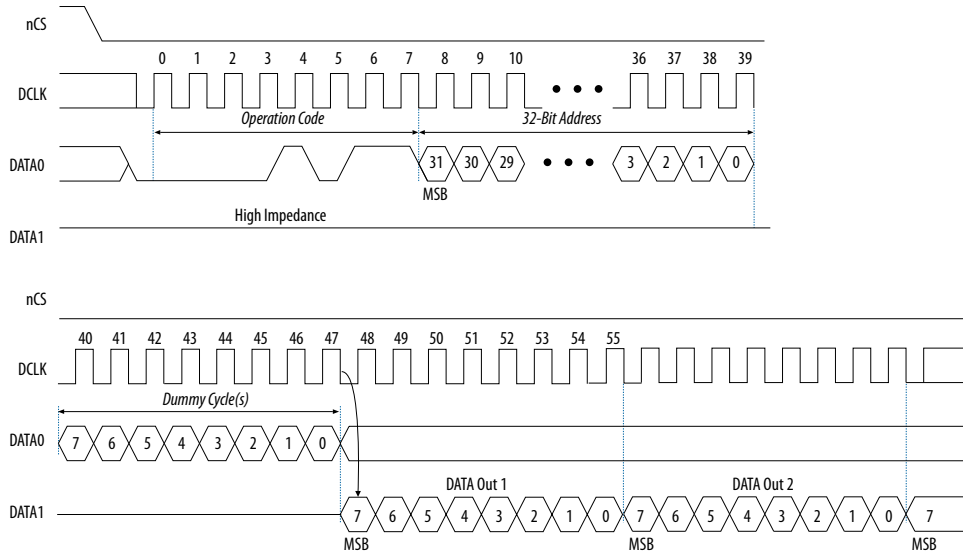 nCS
0 1 2 3 4 5 6 7 8 9 10 36 37 38 39
DCLK
Operation Code 32-Bit Address
DATA0 31 30 29 3 2 1 0
MSB
High Impedance
DATA1
nCS
40 41 42 43 44 45 46 47 48 49 50 51 52 53 54 55
DCLK
Dummy Cycle(s)
DATA0 7 6 5 4 3 2 1 0
DATA Out 1 DATA Out 2
DATA1 7 6 5 4 3 2 1 0 7 6 5 4 3 2 1 0 7
MSB MSB MSB